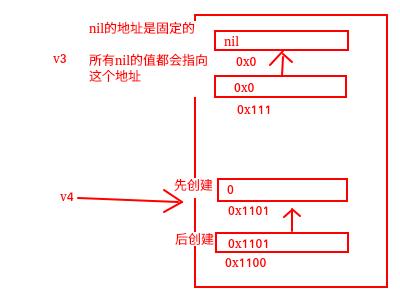 nil的地址是固定的
nil
v3
所有nil的值都会指向
这个地址
0x0
0x0
0x111
先创建
0
v4
0x1101
后创建
0x1101
0x1100